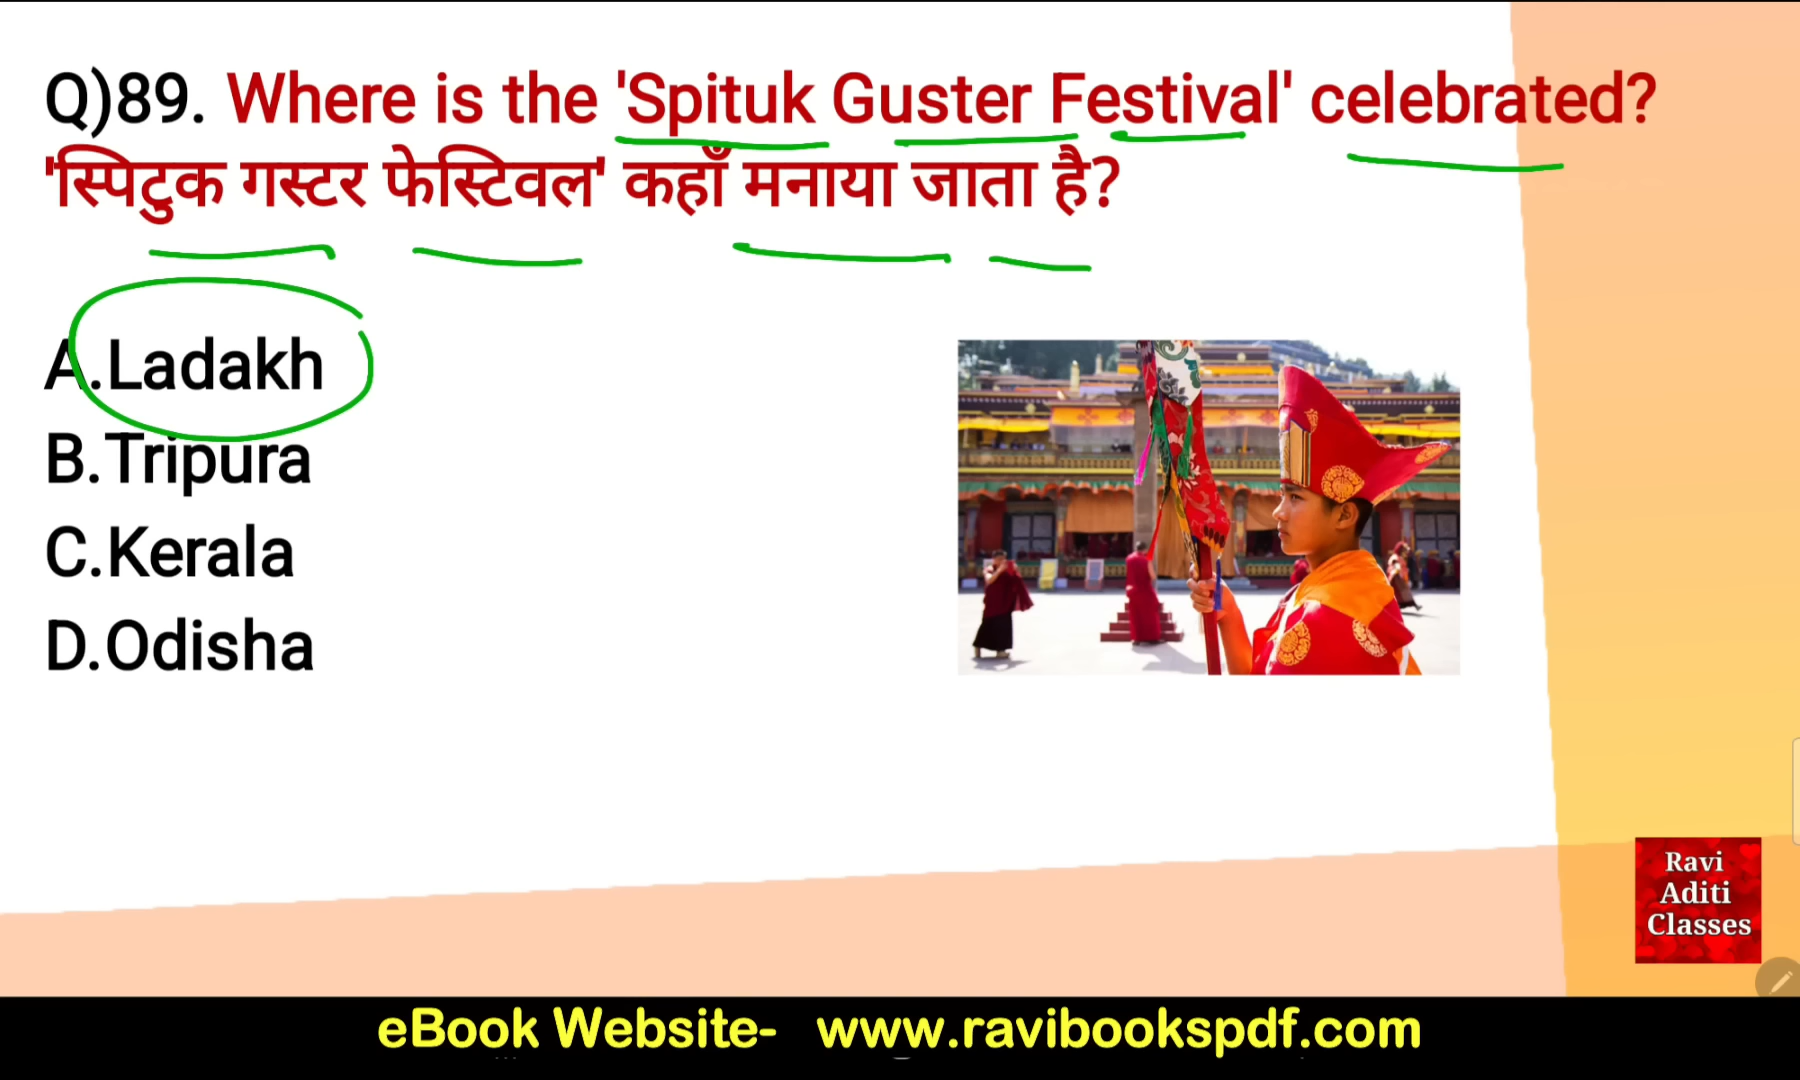 Q)89. Where is the 'Spituk Guster Festival' celebrated?
'स्पिटुक गस्टर फेस्टिवल' कहाँ मनाया जाता है?
A.Ladakh
B.Tripura
C.Kerala
D.Odisha
Ravi
Aditi
Classes
eBook Website- www.ravibookspdf.com